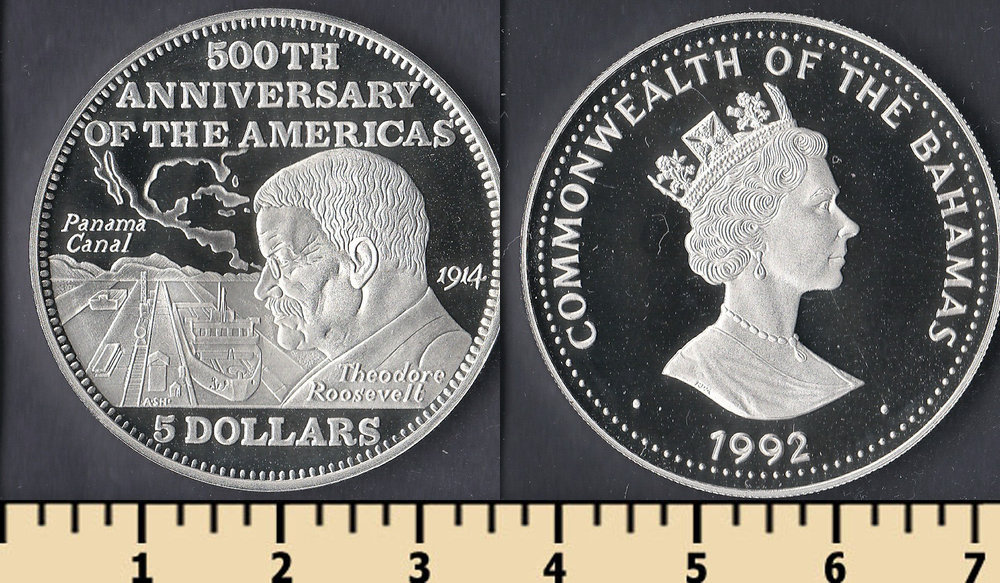 500TH
ANNIVERSARY
OF THE AMERICAS
Panama
Canal
1914
Theodore
Roosevelt
ASH
5 DOLLARS
COMMONWEALTH OF THE BAHAMAS
1992
1 2 3 4 5 6 7